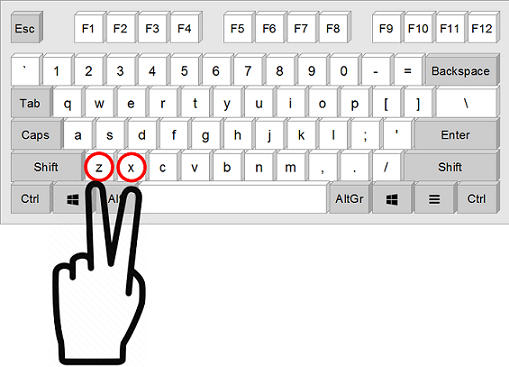 Esc F1 F2 F3 F4 F5 F6 F7 F8 F9 F10 F11 F12
` 1 2 3 4 5 6 7 8 9 0 - = Backspace
Tab q w e r t y u i o p [ ] \
Caps a s d f g h j k l ; ' Enter
Shift z x c v b n m , . / Shift
Ctrl AltGr Ctrl